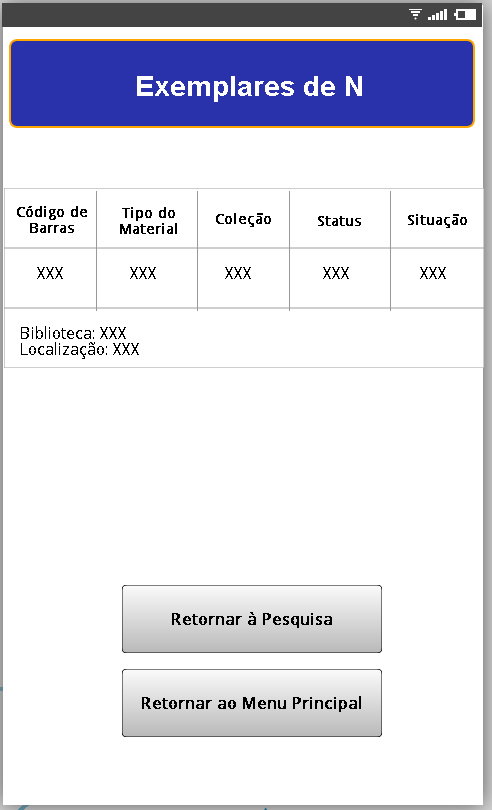 Exemplares de N
Código de Barras
Tipo do Material
Coleção
Status
Situação
XXX
XXX
XXX
XXX
XXX
Biblioteca: XXX
Localização: XXX
Retornar à Pesquisa
Retornar ao Menu Principal